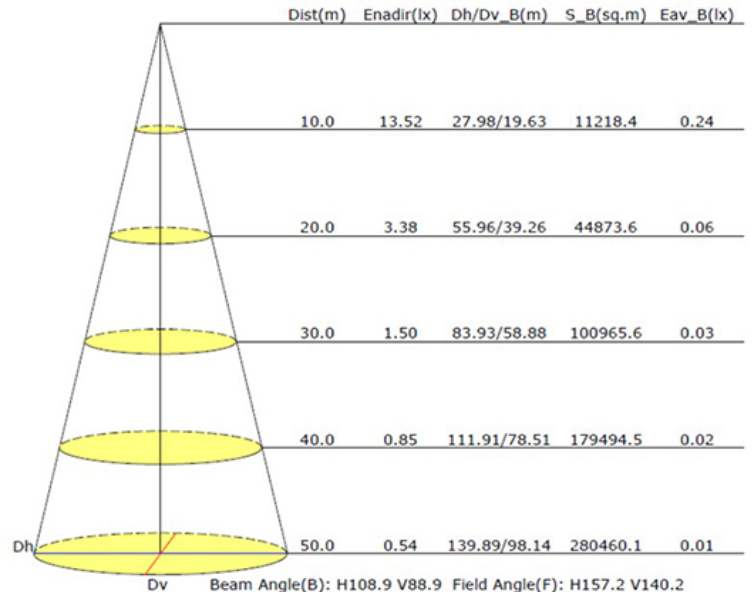 Dist(m) Enadir(lx) Dh/Dv_B(m) S_B(sq.m) Eav_B(lx)
10.0 13.52 27.98/19.63 11218.4 0.24
20.0 3.38 55.96/39.26 44873.6 0.06
30.0 1.50 83.93/58.88 100965.6 0.03
40.0 0.85 111.91/78.51 179494.5 0.02
Dh 50.0 0.54 139.89/98.14 280460.1 0.01
Dv Beam Angle(B): H108.9 V88.9 Field Angle(F): H157.2 V140.2